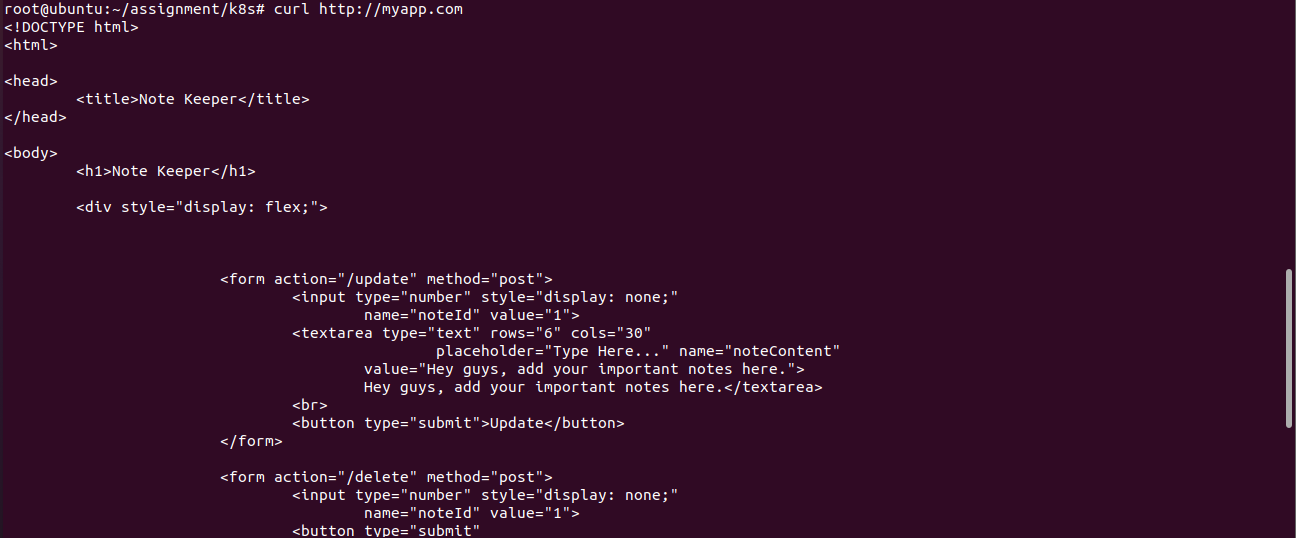 root@ubuntu:~/assignment/k8s# curl http://myapp.com
<!DOCTYPE html>
<html>
<head>
<title>Note Keeper</title>
</head>
<body>
<h1>Note Keeper</h1>
<div style="display: flex;">
<form action="/update" method="post">
<input type="number" style="display: none;"
name="noteId" value="1">
<textarea type="text" rows="6" cols="30"
placeholder="Type Here..." name="noteContent"
value="Hey guys, add your important notes here.">
Hey guys, add your important notes here.</textarea>
<br>
<button type="submit">Update</button>
</form>
<form action="/delete" method="post">
<input type="number" style="display: none;"
name="noteId" value="1">
<button type="submit"